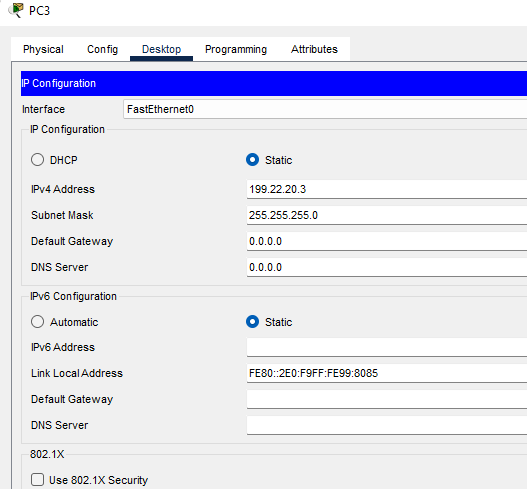 PC3
Physical Config Desktop Programming Attributes
IP Configuration
Interface FastEthernet0
IP Configuration
DHCP Static
IPv4 Address 199.22.20.3
Subnet Mask 255.255.255.0
Default Gateway 0.0.0.0
DNS Server 0.0.0.0
IPv6 Configuration
Automatic Static
IPv6 Address
Link Local Address FE80::2E0:F9FF:FE99:8085
Default Gateway
DNS Server
802.1X
Use 802.1X Security